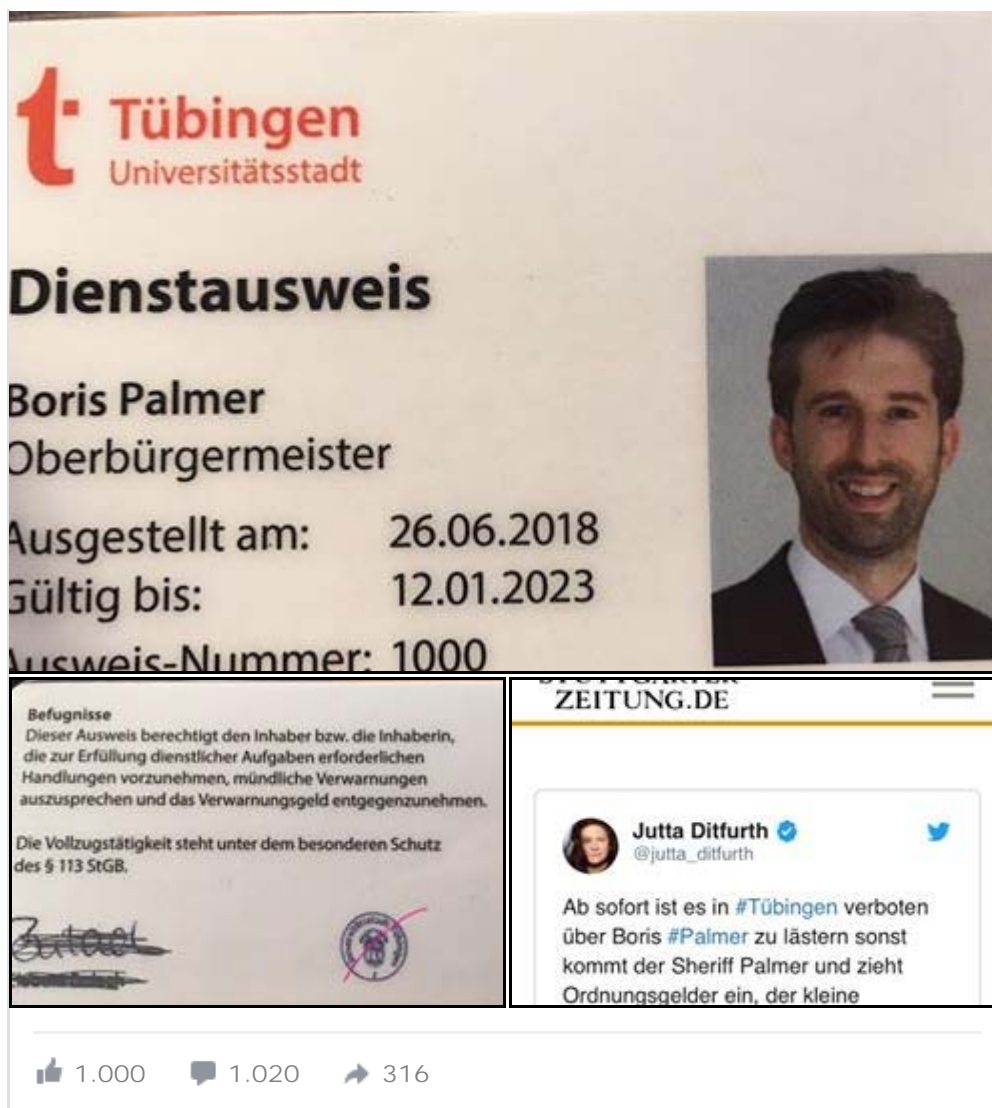 t Tübingen
Universitätsstadt
Dienstausweis
Boris Palmer
Oberbürgermeister
Ausgestellt am: 26.06.2018
Gültig bis: 12.01.2023
Ausweis-Nummer: 1000
Befugnisse
Dieser Ausweis berechtigt den Inhaber bzw. die Inhaberin,
die zur Erfüllung dienstlicher Aufgaben erforderlichen
Handlungen vorzunehmen, mündliche Verwarnungen
auszusprechen und das Verwarnungsgeld entgegenzunehmen.
Die Vollzugstätigkeit steht unter dem besonderen Schutz
des § 113 StGB.
STUTTGARTER
ZEITUNG.DE
Jutta Ditfurth
@jutta_ditfurth
Ab sofort ist es in #Tübingen verboten
über Boris #Palmer zu lästern sonst
kommt der Sheriff Palmer und zieht
Ordnungsgelder ein, der kleine
1.000 1.020 316